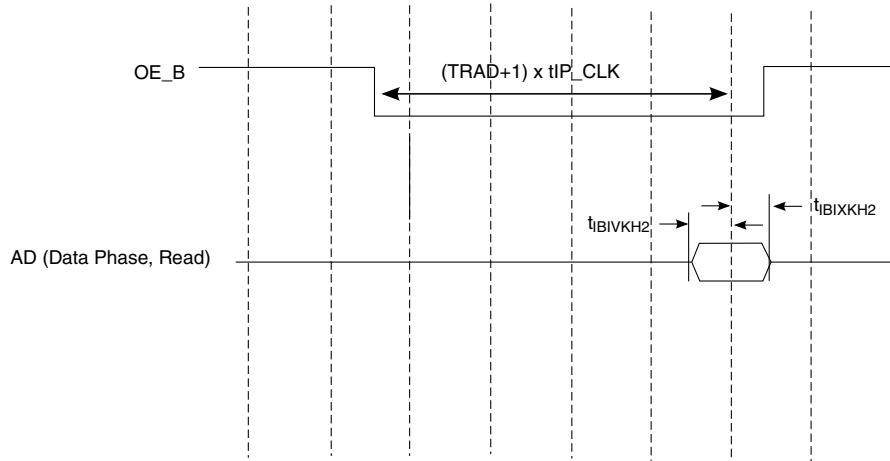 OE_B
(TRAD+1) x tIP_CLK
tIBIVKH2
tIBIXKH2
AD (Data Phase, Read)